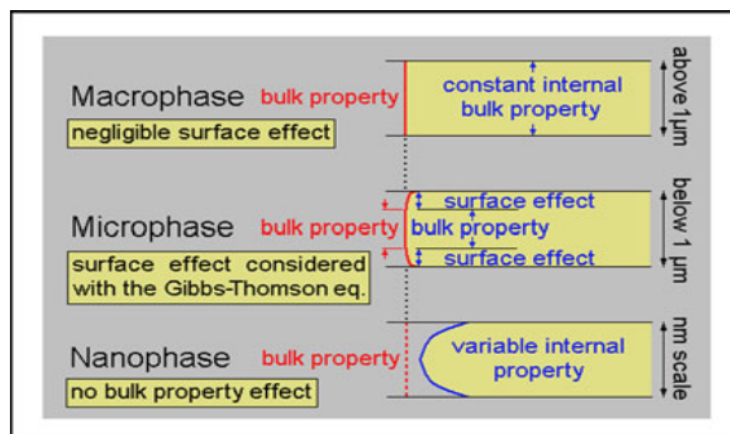 Macrophase
negligible surface effect
bulk property
constant internal
bulk property
above 1µm
Microphase
surface effect considered
with the Gibbs-Thomson eq.
bulk property
surface effect
bulk property
surface effect
below 1 µm
Nanophase
no bulk property effect
bulk property
variable internal
property
nm scale